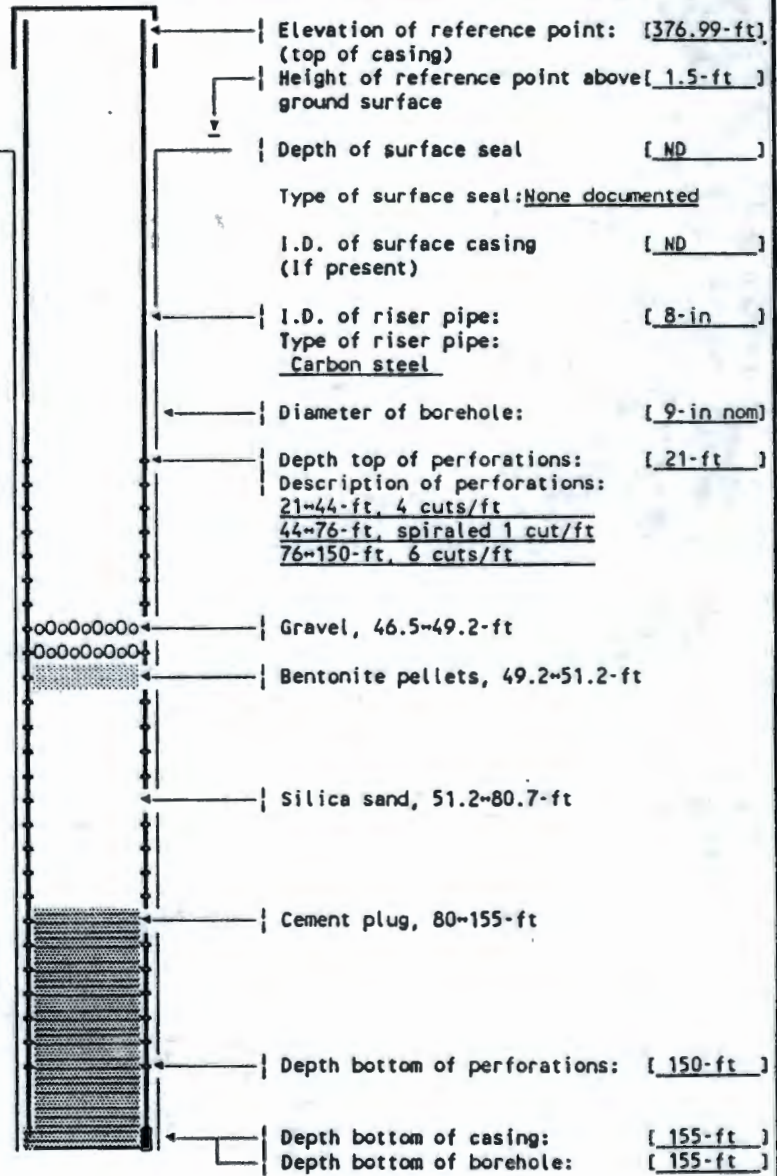 Elevation of reference point: [376.99-ft]
(top of casing)
Height of reference point above[ 1.5-ft ]
ground surface
Depth of surface seal [ ND ]
Type of surface seal:None documented
I.D. of surface casing [ ND ]
(If present)
I.D. of riser pipe: [ 8-in ]
Type of riser pipe:
Carbon steel
Diameter of borehole: [ 9-in nom]
Depth top of perforations: [ 21-ft ]
Description of perforations:
21~44-ft, 4 cuts/ft
44~76-ft, spiraled 1 cut/ft
76~150-ft, 6 cuts/ft
Gravel, 46.5~49.2-ft
Bentonite pellets, 49.2~51.2-ft
Silica sand, 51.2~80.7-ft
Cement plug, 80~155-ft
Depth bottom of perforations: [ 150-ft ]
Depth bottom of casing: [ 155-ft ]
Depth bottom of borehole: [ 155-ft ]